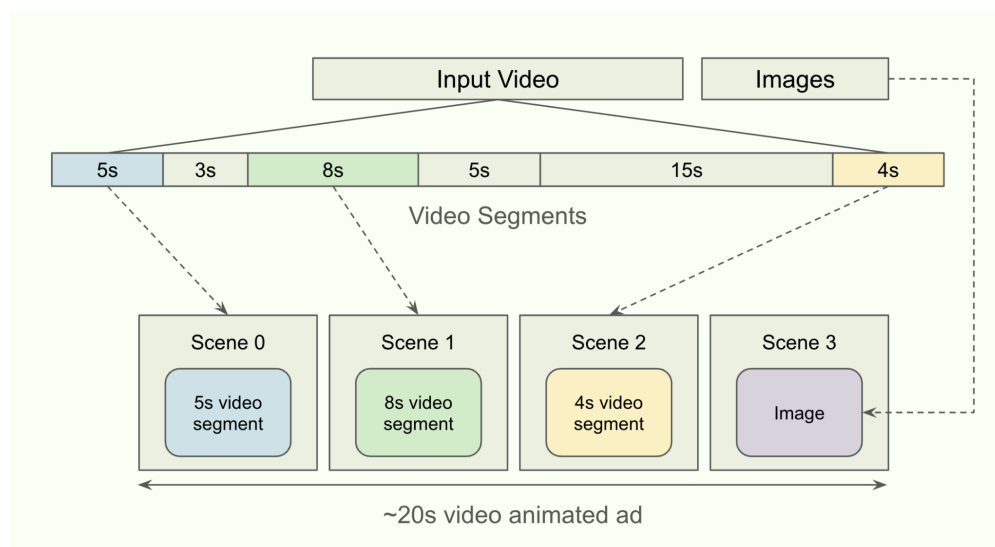 Input Video
Images
5s
3s
8s
5s
15s
4s
Video Segments
Scene 0
Scene 1
Scene 2
Scene 3
5s video
segment
8s video
segment
4s video
segment
Image
~20s video animated ad